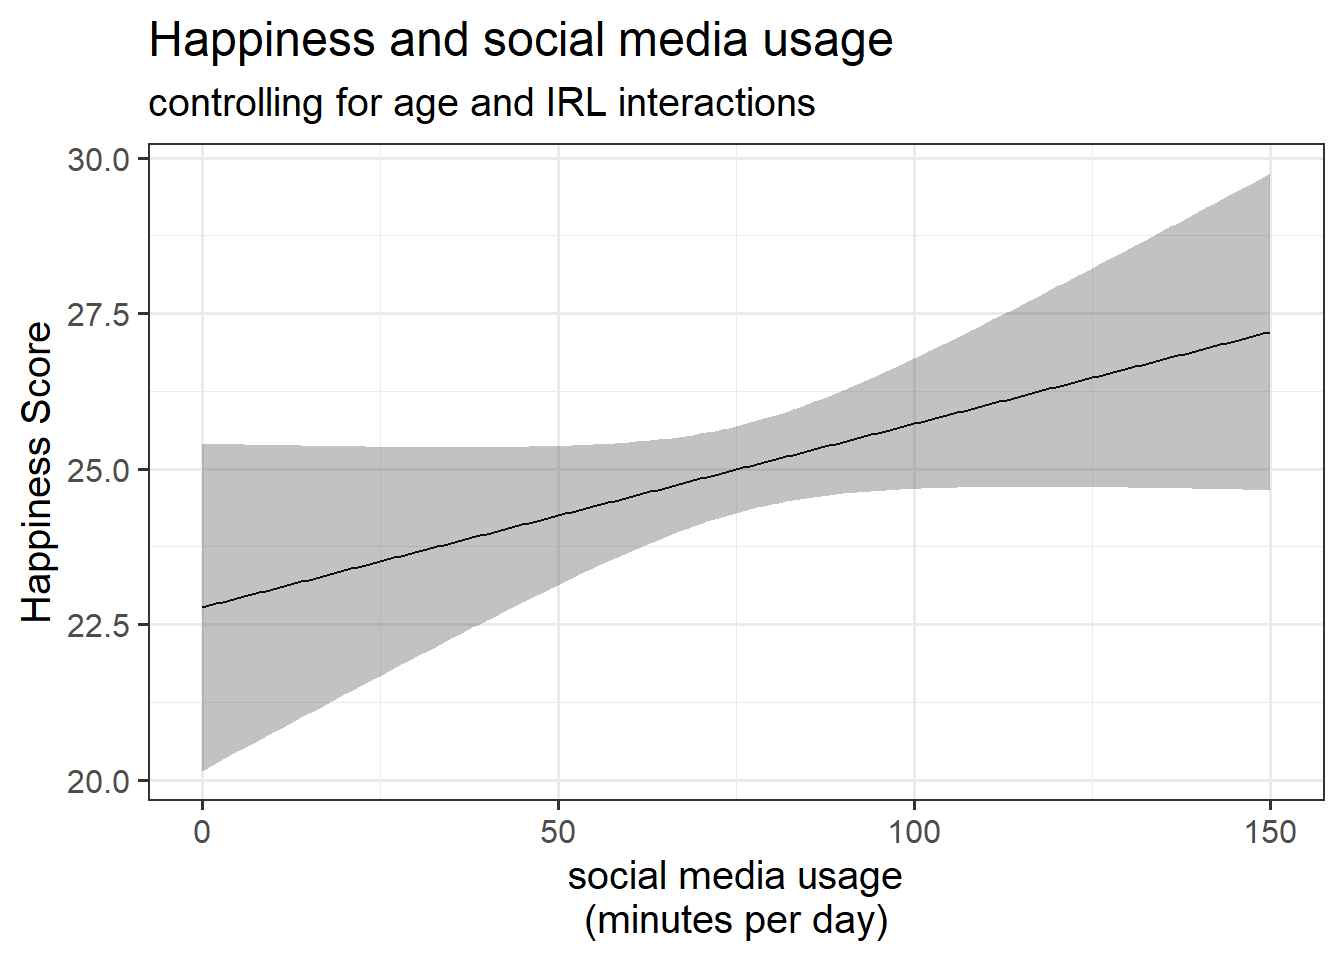 Happiness and social media usage
controlling for age and IRL interactions
30.0
27.5
25.0
22.5
20.0
Happiness Score
0 50 100 150
social media usage
(minutes per day)